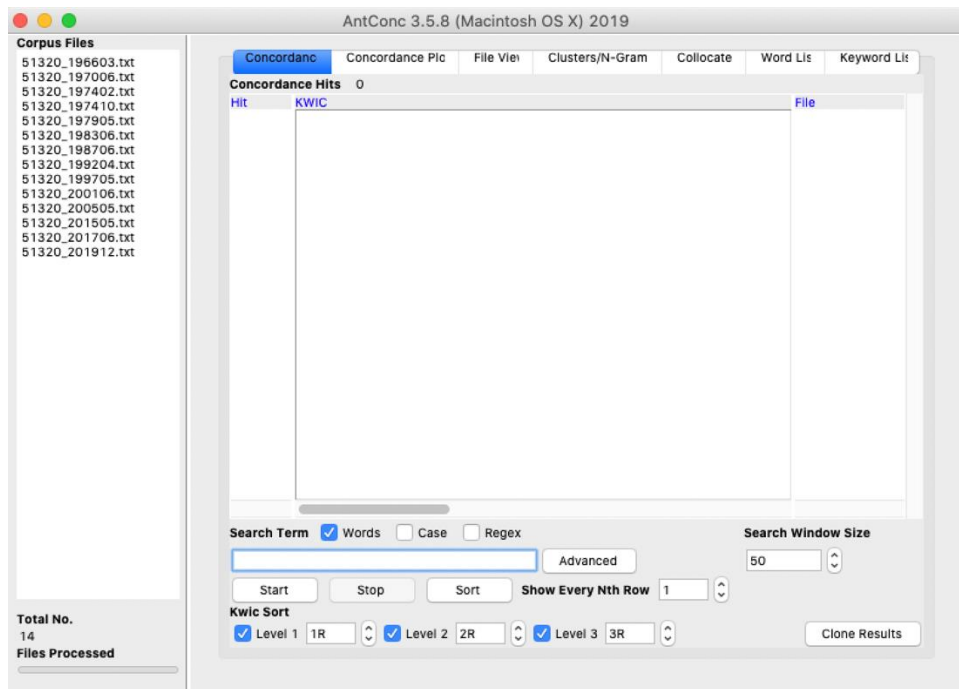 AntConc 3.5.8 (Macintosh OS X) 2019
Corpus Files
51320_196603.txt
51320_197006.txt
51320_197402.txt
51320_197410.txt
51320_197905.txt
51320_198306.txt
51320_198706.txt
51320_199204.txt
51320_199705.txt
51320_200106.txt
51320_200505.txt
51320_201505.txt
51320_201706.txt
51320_201912.txt
Total No.
14
Files Processed
Concordanc Concordance Plo File Viev Clusters/N-Gram Collocate Word Lis Keyword Lis
Concordance Hits 0
Hit KWIC File
Search Term Words Case Regex Search Window Size
Advanced 50
Start Stop Sort Show Every Nth Row 1
Kwic Sort
Level 1 1R Level 2 2R Level 3 3R Clone Results